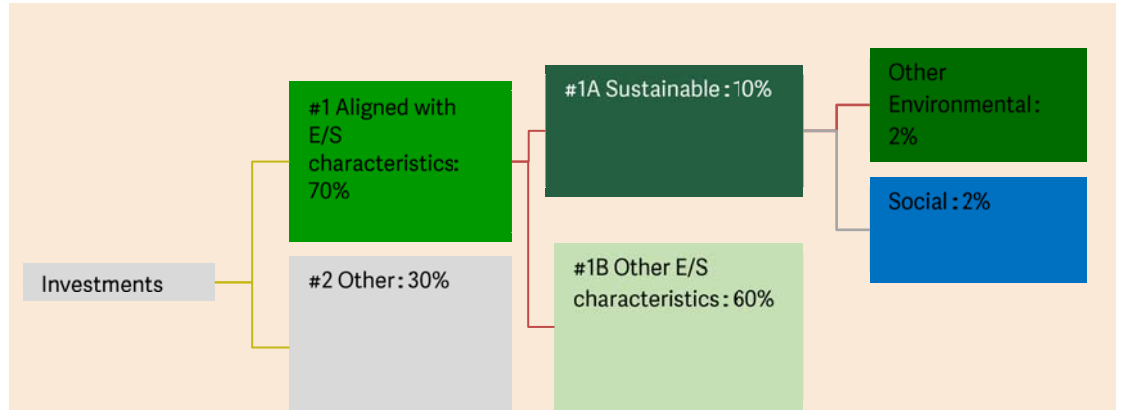 Investments
#1 Aligned with
E/S
characteristics:
70%
#2 Other: 30%
#1A Sustainable: 10%
#1B Other E/S
characteristics: 60%
Other
Environmental:
2%
Social: 2%